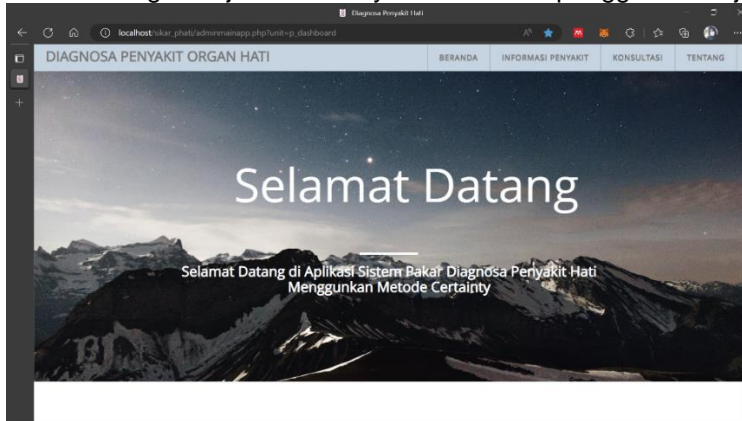 Diagnosa Penyakit Hati
localhost/sikar_phati/adminmainapp.php?unit=p_dashboard
DIAGNOSA PENYAKIT ORGAN HATI
BERANDA
INFORMASI PENYAKIT
KONSULTASI
TENTANG
Selamat Datang
Selamat Datang di Aplikasi Sistem Pakar Diagnosa Penyakit Hati
Menggunkan Metode Certainty